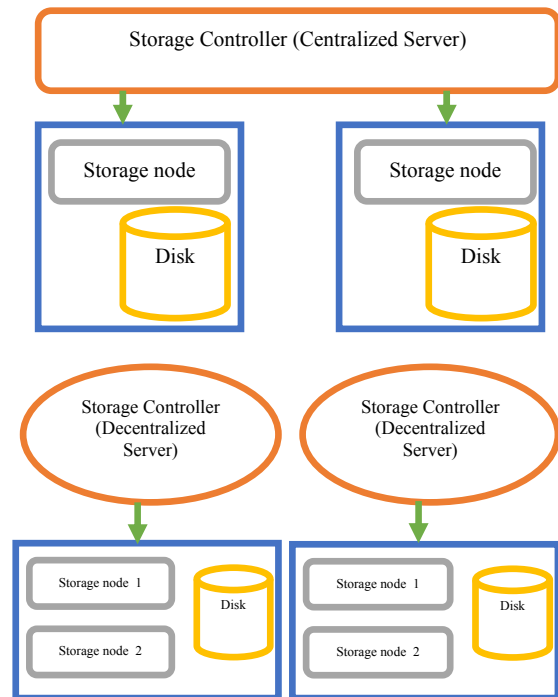 Storage Controller (Centralized Server)
Storage node
Disk
Storage node
Disk
Storage Controller
(Decentralized
Server)
Storage Controller
(Decentralized
Server)
Storage node 1
Storage node 2
Disk
Storage node 1
Storage node 2
Disk